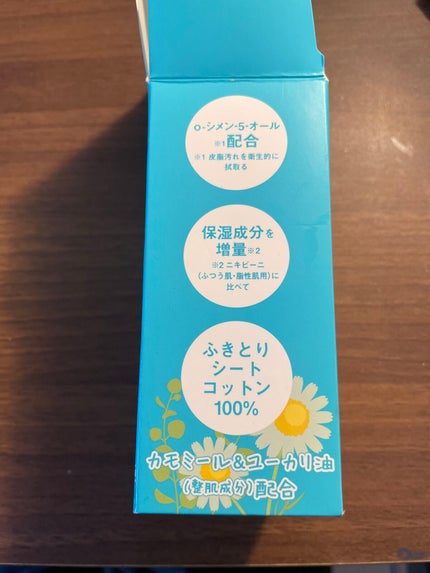 o-シメン-5-オール
※1配合
※1 皮脂汚れを衛生的に
拭取る
保湿成分を
増量※2
※2 ニキビーニ
(ふつう肌・脂性肌用)に
比べて
ふきとり
シート
コットン
100%
カモミール&ユーカリ油
(整肌成分)配合